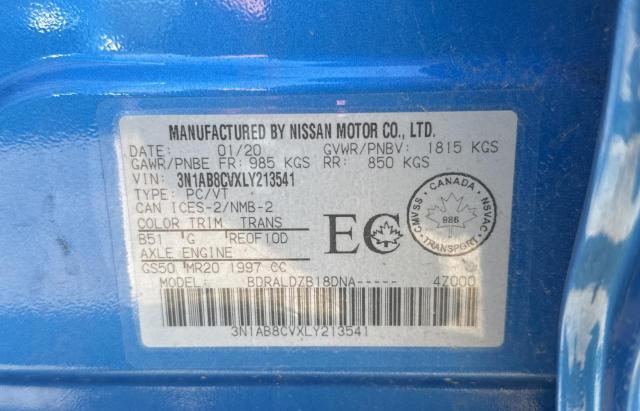 MANUFACTURED BY NISSAN MOTOR CO., LTD.
DATE: 01/20 GVWR/PNBV: 1815 KGS
GAWR/PNBE FR: 985 KGS RR: 850 KGS
VIN: 3N1AB8CVXLY213541
TYPE: PC/VT
CAN ICES-2/NMB-2
COLOR TRIM TRANS
B51 G RE0F10D
AXLE ENGINE
GS50 MR20 1997 CC
MODEL: BDRALDZB18DNA----- 4Z000
3N1AB8CVXLY213541
EC
CANADA
CMVSS
NSVAC
986
TRANSPORT